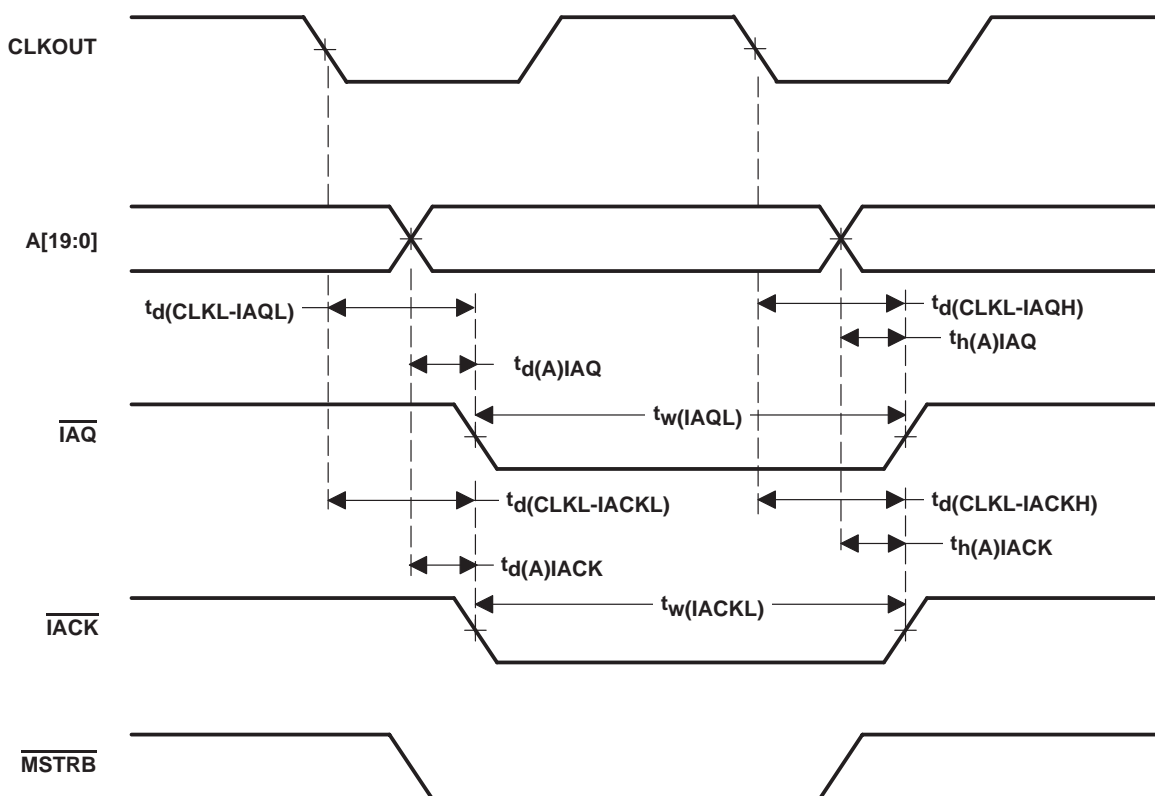 CLKOUT
A[19:0]
td(CLKL-IAQL)
td(CLKL-IAQH)
th(A)IAQ
td(A)IAQ
tw(IAQL)
IAQ
td(CLKL-IACKL)
td(CLKL-IACKH)
th(A)IACK
td(A)IACK
tw(IACKL)
IACK
MSTRB